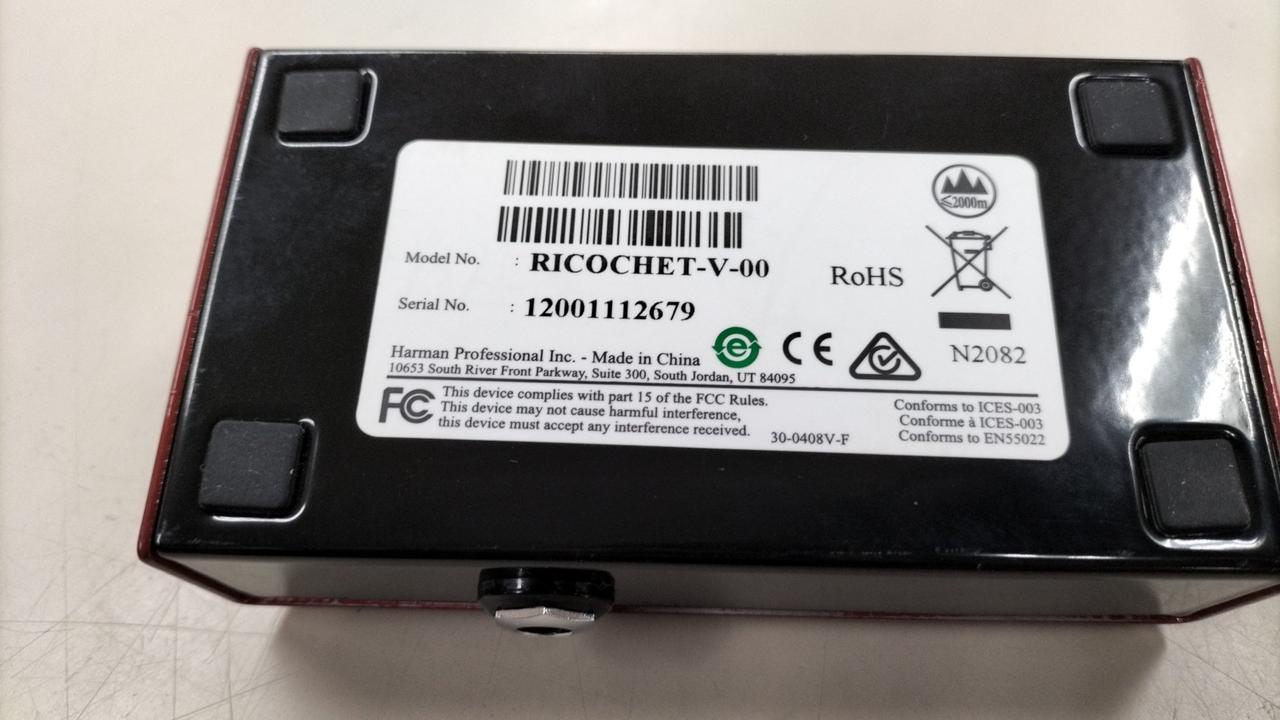 ≤2000m
Model No. : RICOCHET-V-00
RoHS
Serial No. : 12001112679
N2082
Harman Professional Inc. - Made in China
e
CE
10653 South River Front Parkway, Suite 300, South Jordan, UT 84095
FC
This device complies with part 15 of the FCC Rules.
This device may not cause harmful interference,
this device must accept any interference received.
30-0408V-F
Conforms to ICES-003
Conforme à ICES-003
Conforms to EN55022